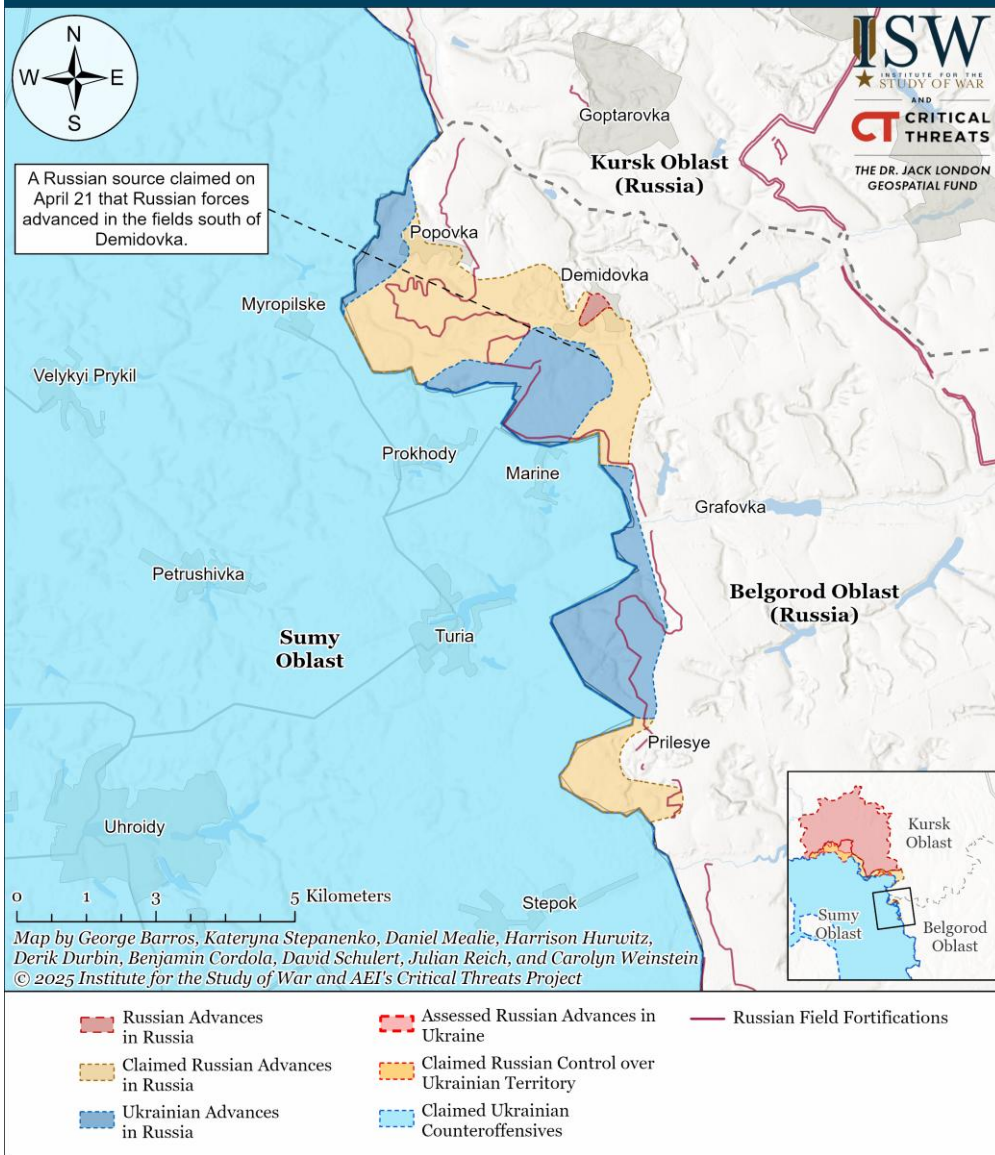 N
W E
S
ISW
INSTITUTE FOR THE
STUDY OF WAR
AND
CT CRITICAL
THREATS
THE DR. JACK LONDON
GEOSPATIAL FUND
A Russian source claimed on
April 21 that Russian forces
advanced in the fields south of
Demidovka.
Goptarovka
Kursk Oblast
(Russia)
Popovka
Demidovka
Myropilske
Velykyi Prykil
Prokhody
Marine
Grafovka
Petrushivka
Belgorod Oblast
(Russia)
Sumy
Oblast
Turia
Prilesye
Uhroidy
Stepok
Kursk
Oblast
Sumy
Oblast
Belgorod
Oblast
0 1 3 5 Kilometers
Map by George Barros, Kateryna Stepanenko, Daniel Mealie, Harrison Hurwitz,
Derik Durbin, Benjamin Cordola, David Schulert, Julian Reich, and Carolyn Weinstein
© 2025 Institute for the Study of War and AEI's Critical Threats Project
Russian Advances
in Russia
Claimed Russian Advances
in Russia
Ukrainian Advances
in Russia
Assessed Russian Advances in
Ukraine
Claimed Russian Control over
Ukrainian Territory
Claimed Ukrainian
Counteroffensives
Russian Field Fortifications